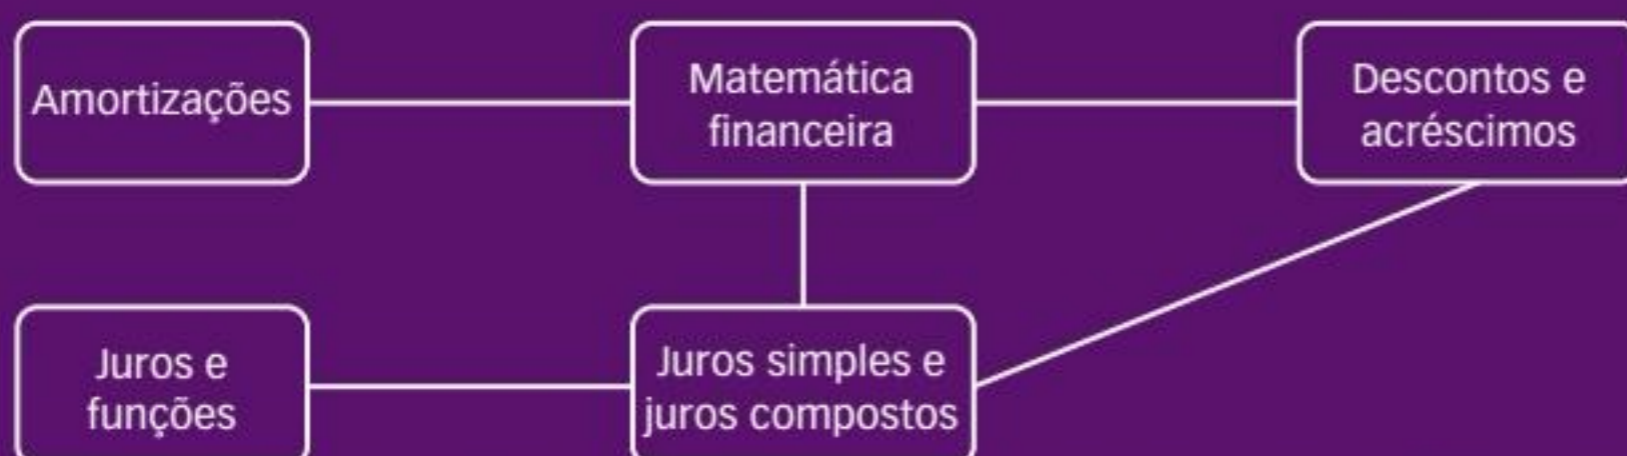 Amortizações
Matemática
financeira
Descontos e
acréscimos
Juros e
funções
Juros simples e
juros compostos